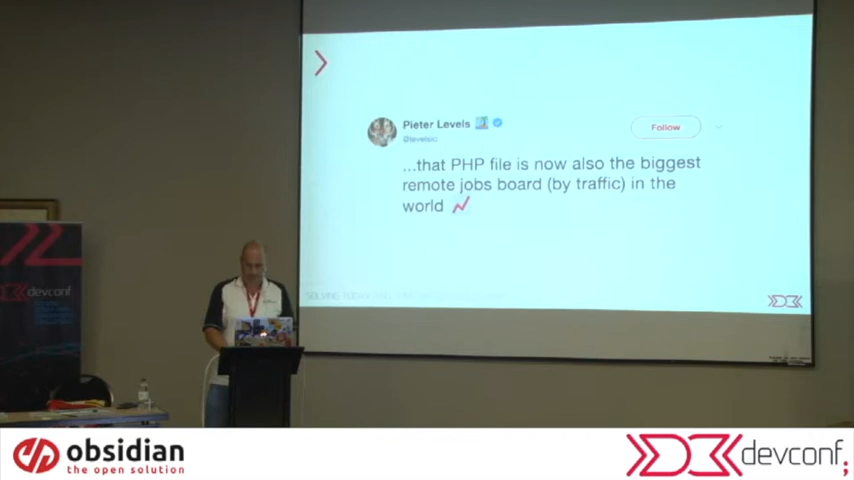 Pieter Levels
@levelsio
Follow
...that PHP file is now also the biggest
remote jobs board (by traffic) in the
world
devconf
obsidian
the open solution
devconf;